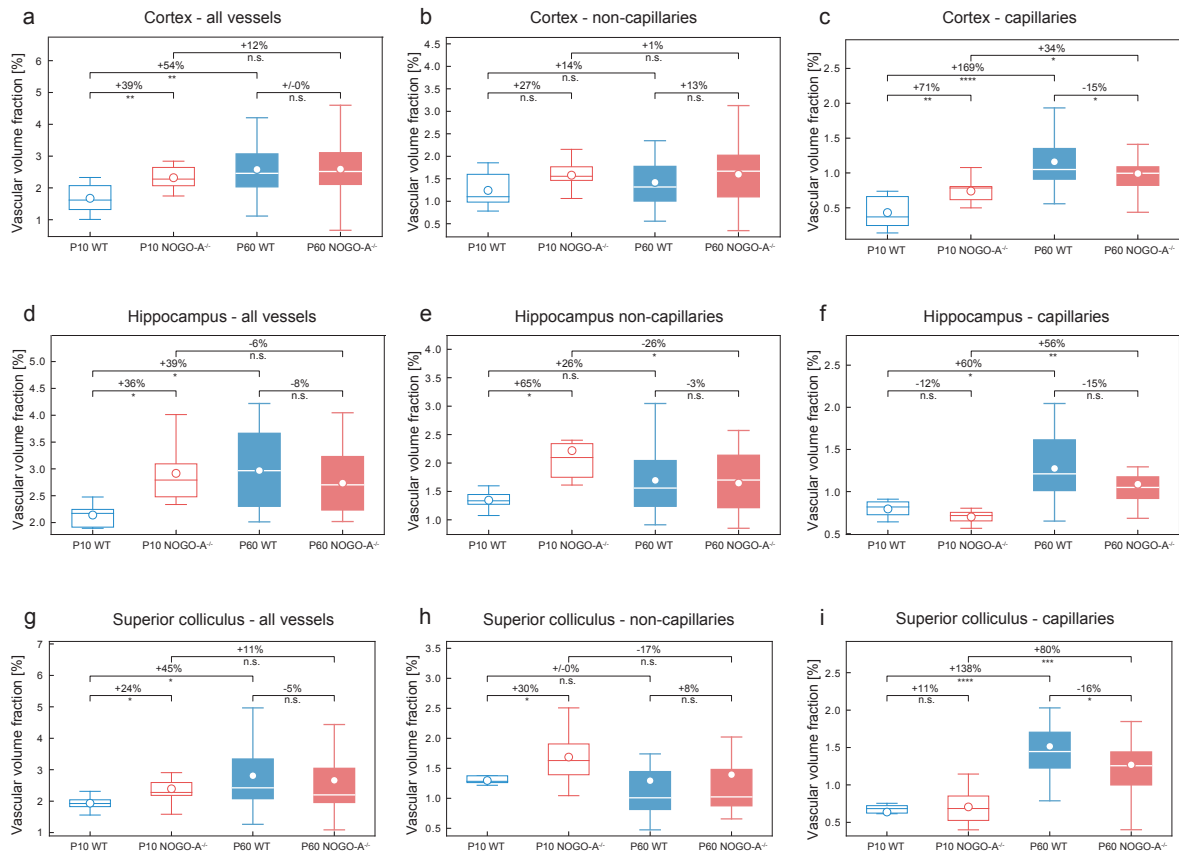 a Cortex - all vessels
Vascular volume fraction [%]
6
5
4
3
2
1
+12%
n.s.
+54%
**
+39%
**
+/-0%
n.s.
P10 WT P10 NOGO-A-/- P60 WT P60 NOGO-A-/-
b Cortex - non-capillaries
Vascular volume fraction [%]
4.5
4.0
3.5
3.0
2.5
2.0
1.5
1.0
0.5
+1%
n.s.
+14%
n.s.
+27%
n.s.
+13%
n.s.
P10 WT P10 NOGO-A-/- P60 WT P60 NOGO-A-/-
c Cortex - capillaries
Vascular volume fraction [%]
2.5
2.0
1.5
1.0
0.5
+34%
*
+169%
****
+71%
**
-15%
*
P10 WT P10 NOGO-A-/- P60 WT P60 NOGO-A-/-
d Hippocampus - all vessels
Vascular volume fraction [%]
5.0
4.5
4.0
3.5
3.0
2.5
2.0
-6%
n.s.
+39%
*
+36%
*
-8%
n.s.
P10 WT P10 NOGO-A-/- P60 WT P60 NOGO-A-/-
e Hippocampus non-capillaries
Vascular volume fraction [%]
4.0
3.5
3.0
2.5
2.0
1.5
1.0
-26%
*
+26%
n.s.
+65%
*
-3%
n.s.
P10 WT P10 NOGO-A-/- P60 WT P60 NOGO-A-/-
f Hippocampus - capillaries
Vascular volume fraction [%]
2.5
2.0
1.5
1.0
0.5
+56%
**
+60%
*
-12%
n.s.
-15%
n.s.
P10 WT P10 NOGO-A-/- P60 WT P60 NOGO-A-/-
g Superior colliculus - all vessels
Vascular volume fraction [%]
7
6
5
4
3
2
1
+11%
n.s.
+45%
*
+24%
*
-5%
n.s.
P10 WT P10 NOGO-A-/- P60 WT P60 NOGO-A-/-
h Superior colliculus - non-capillaries
Vascular volume fraction [%]
3.5
3.0
2.5
2.0
1.5
1.0
0.5
-17%
n.s.
+/-0%
n.s.
+30%
*
+8%
n.s.
P10 WT P10 NOGO-A-/- P60 WT P60 NOGO-A-/-
i Superior colliculus - capillaries
Vascular volume fraction [%]
2.5
2.0
1.5
1.0
0.5
+80%
***
+138%
****
+11%
n.s.
-16%
*
P10 WT P10 NOGO-A-/- P60 WT P60 NOGO-A-/-